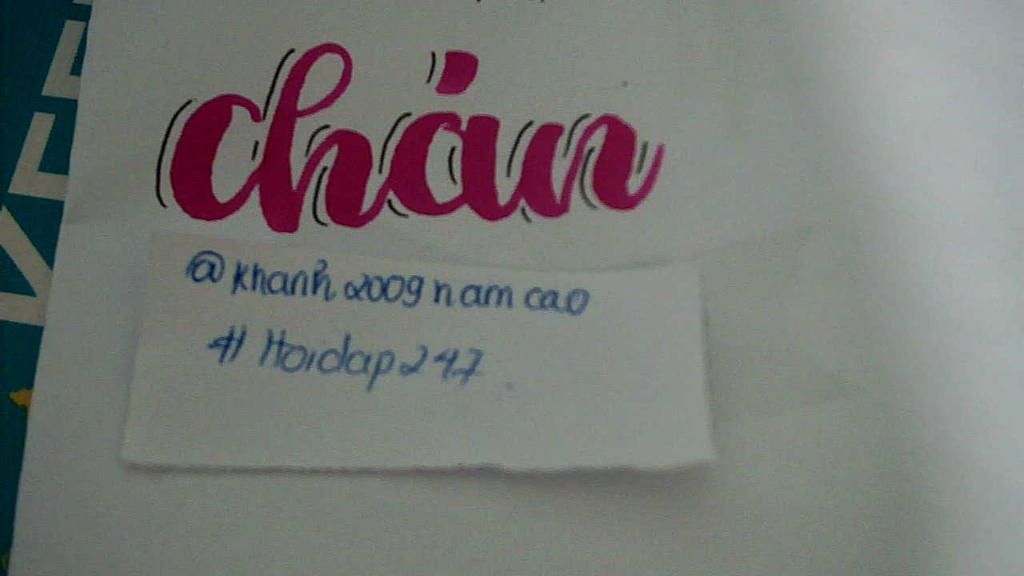 chán
@khanh2009namcao
# Hoidap247